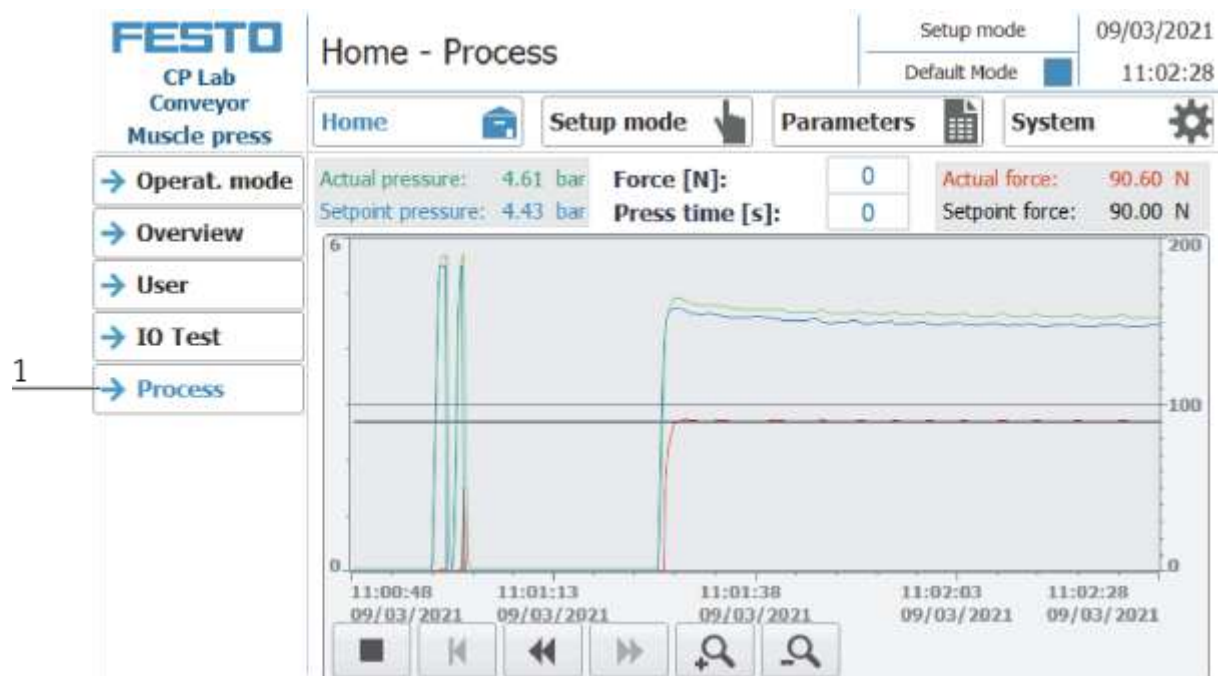 FESTO
CP Lab
Conveyor
Muscle press
Home - Process
Setup mode
Default Mode
09/03/2021
11:02:28
Home
Setup mode
Parameters
System
Operat. mode
Overview
User
IO Test
1
Process
Actual pressure: 4.61 bar
Setpoint pressure: 4.43 bar
Force [N]: 0
Press time [s]: 0
Actual force: 90.60 N
Setpoint force: 90.00 N
6
200
100
0
0
11:00:48
09/03/2021
11:01:13
09/03/2021
11:01:38
09/03/2021
11:02:03
09/03/2021
11:02:28
09/03/2021